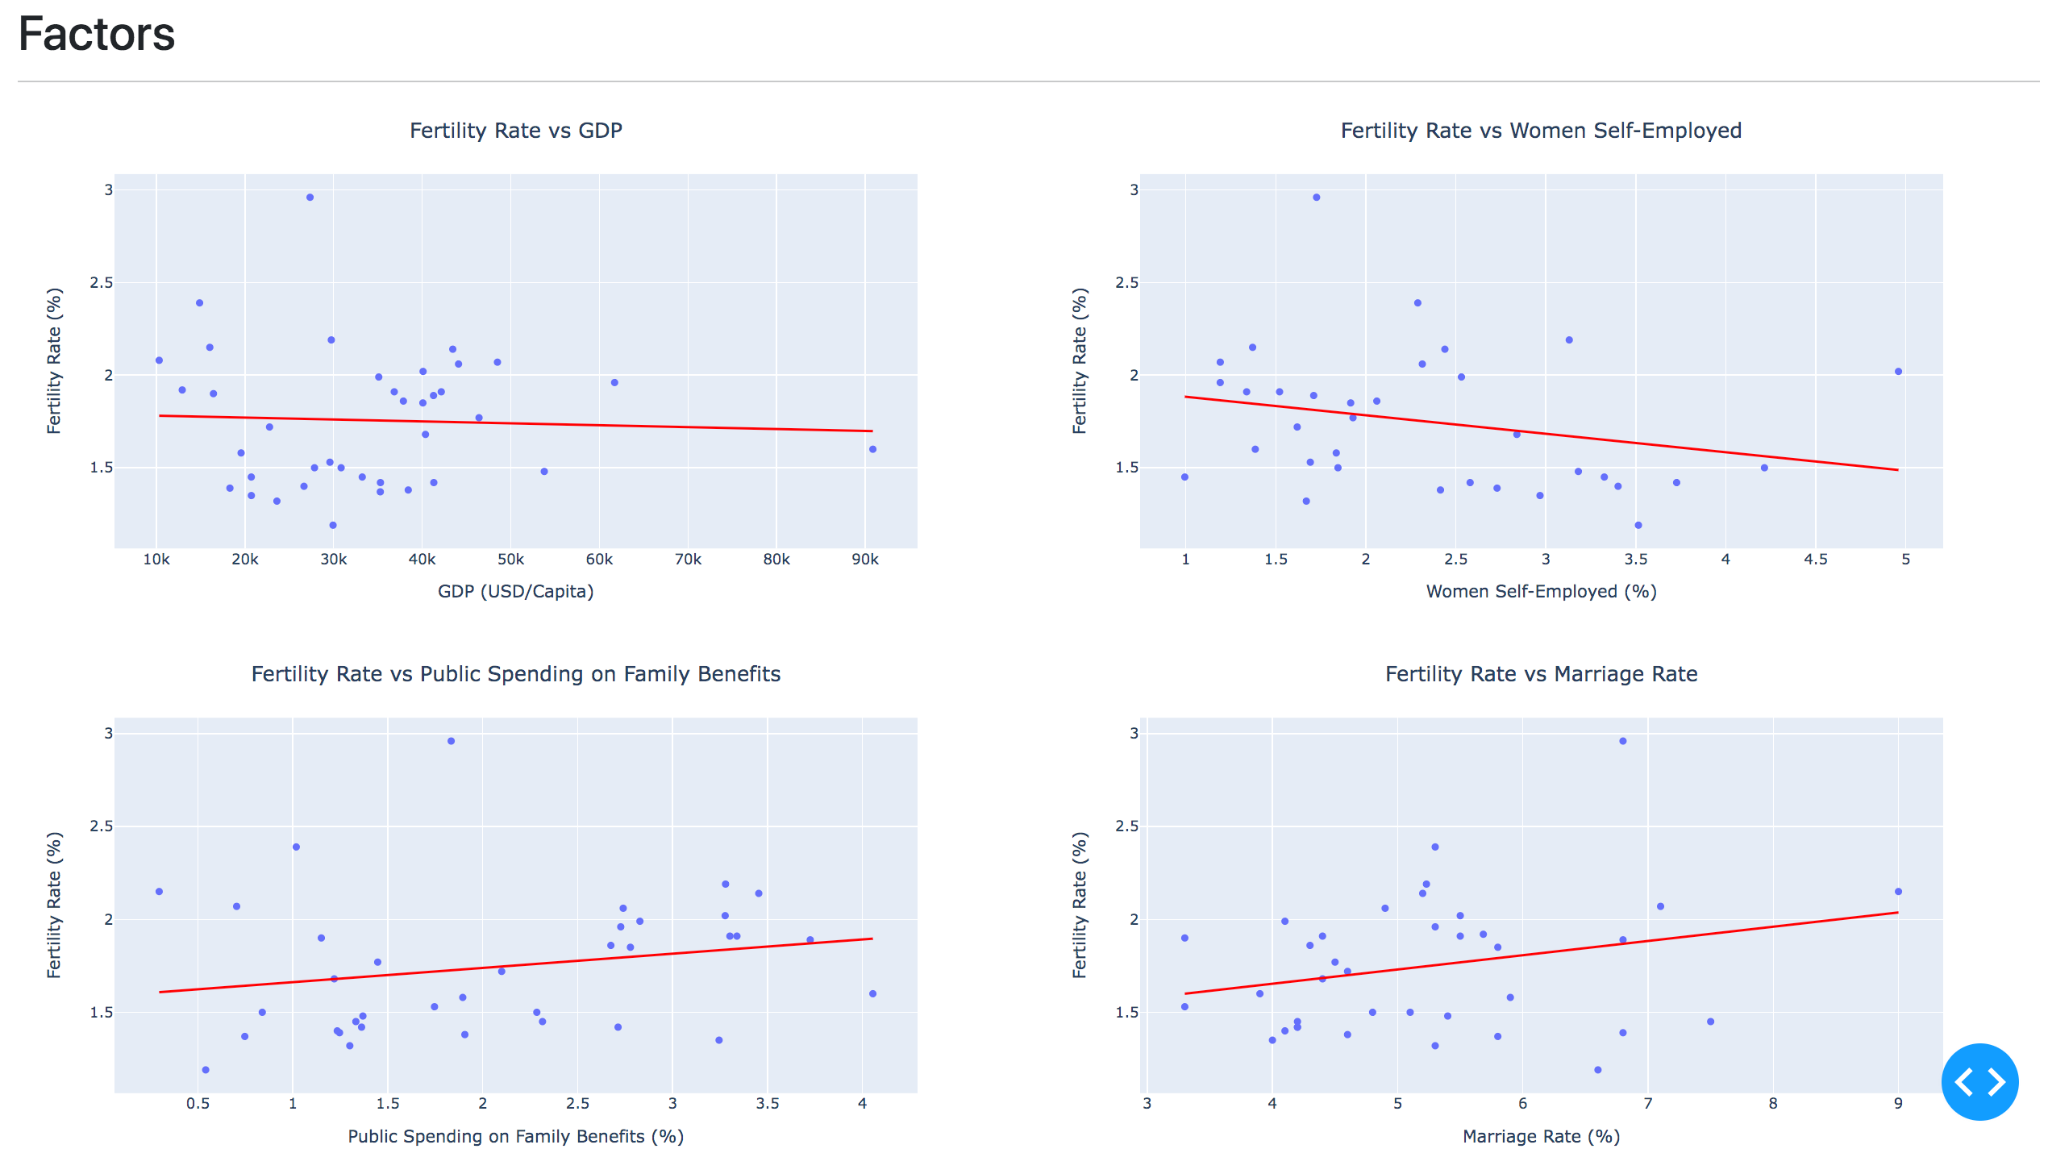 Factors
Fertility Rate vs GDP
3
2.5
2
1.5
Fertility Rate (%)
10k 20k 30k 40k 50k 60k 70k 80k 90k
GDP (USD/Capita)
Fertility Rate vs Women Self-Employed
3
2.5
2
1.5
Fertility Rate (%)
1 1.5 2 2.5 3 3.5 4 4.5 5
Women Self-Employed (%)
Fertility Rate vs Public Spending on Family Benefits
3
2.5
2
1.5
Fertility Rate (%)
0.5 1 1.5 2 2.5 3 3.5 4
Public Spending on Family Benefits (%)
Fertility Rate vs Marriage Rate
3
2.5
2
1.5
Fertility Rate (%)
3 4 5 6 7 8 9
Marriage Rate (%)